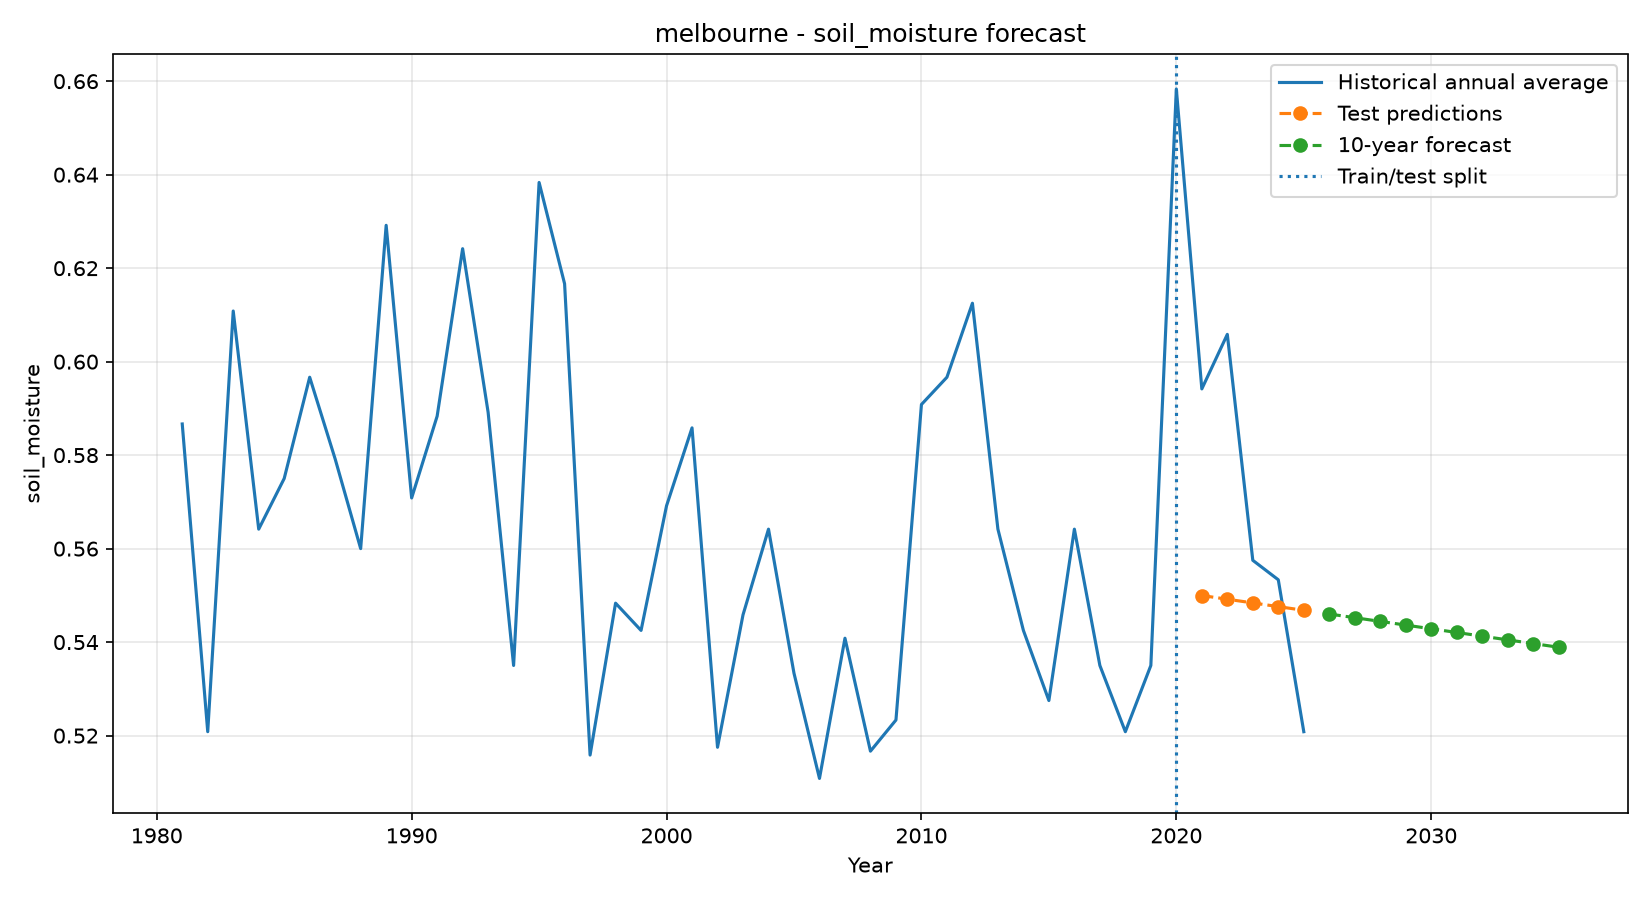 melbourne - soil_moisture forecast
Historical annual average
Test predictions
10-year forecast
Train/test split
soil_moisture
0.66
0.64
0.62
0.60
0.58
0.56
0.54
0.52
1980
1990
2000
2010
2020
2030
Year